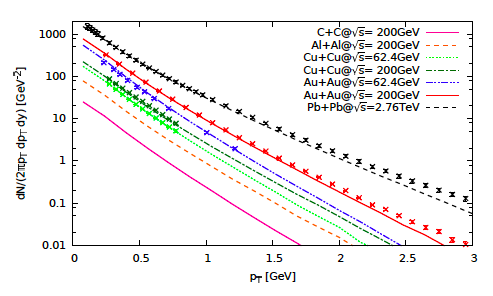 C+C@√s= 200GeV
Al+Al@√s= 200GeV
Cu+Cu@√s=62.4GeV
Cu+Cu@√s= 200GeV
Au+Au@√s=62.4GeV
Au+Au@√s= 200GeV
Pb+Pb@√s=2.76TeV
dN/(2πp_T dp_T dy) [GeV⁻²]
1000
100
10
1
0.1
0.01
0
0.5
1
1.5
2
2.5
3
p_T [GeV]